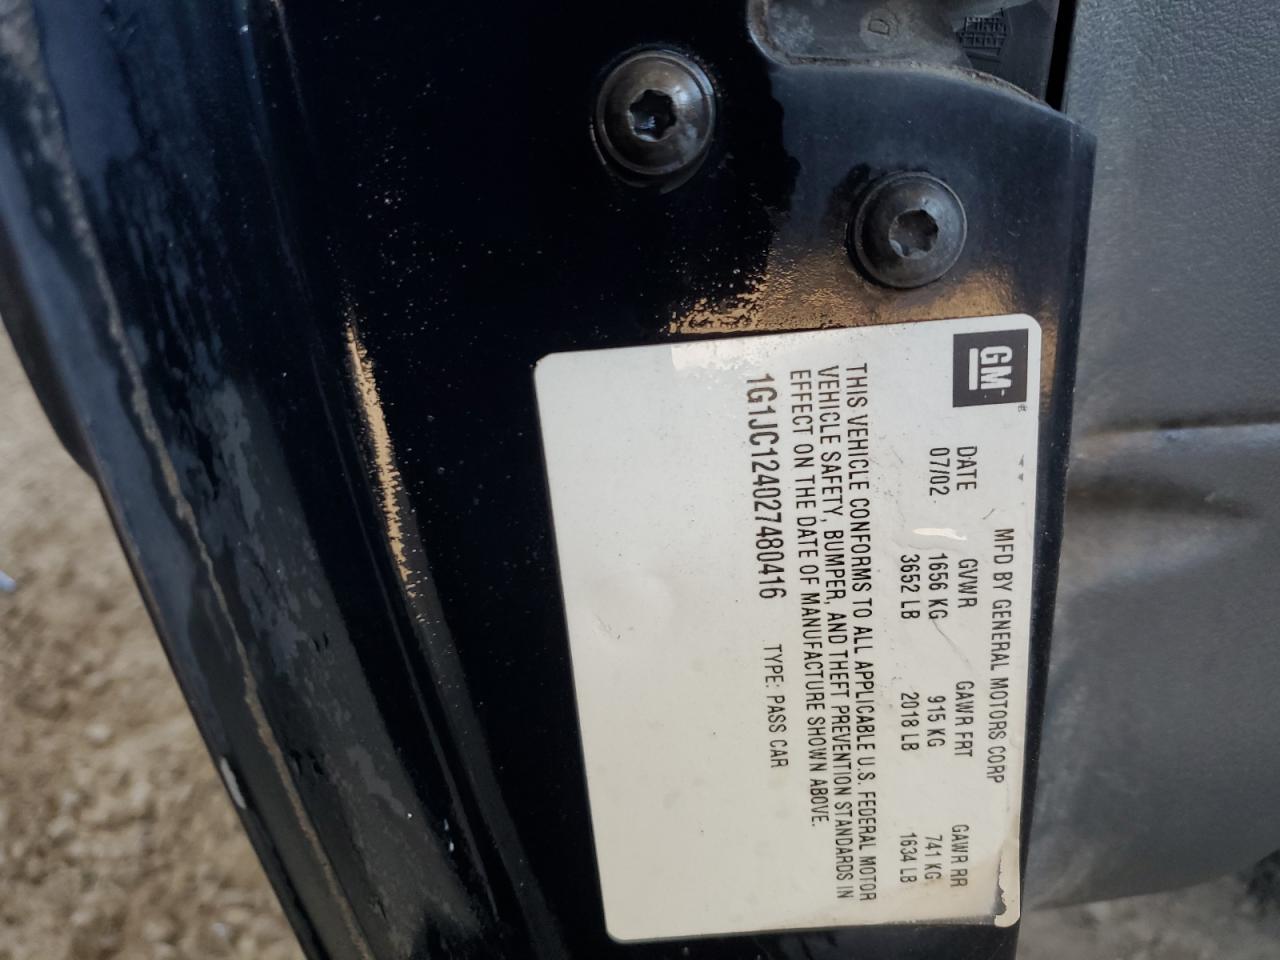 GM
MFD BY GENERAL MOTORS CORP
DATE GVWR GAWR FRT GAWR RR
07/02 1656 KG 915 KG 741 KG
3652 LB 2018 LB 1634 LB
THIS VEHICLE CONFORMS TO ALL APPLICABLE U.S. FEDERAL MOTOR
VEHICLE SAFETY, BUMPER, AND THEFT PREVENTION STANDARDS IN
EFFECT ON THE DATE OF MANUFACTURE SHOWN ABOVE.
1G1JC124027480416 TYPE: PASS CAR
D